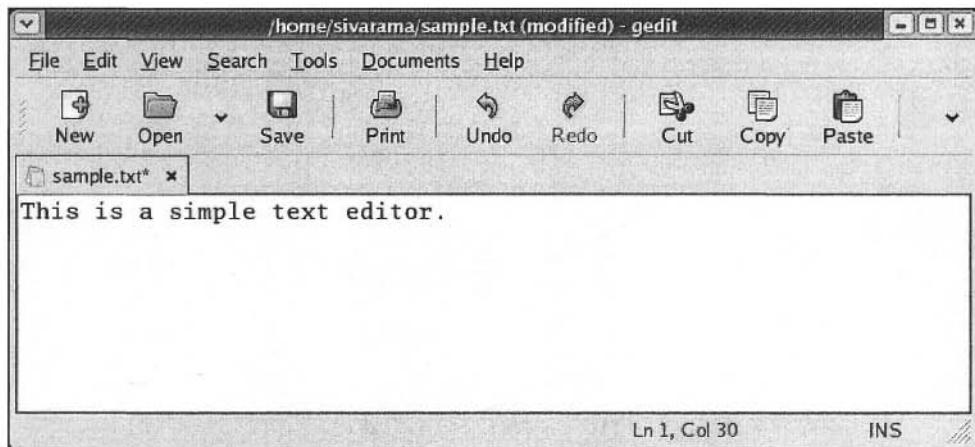 /home/sivarama/sample.txt (modified) - gedit
File Edit View Search Tools Documents Help
New Open Save Print Undo Redo Cut Copy Paste
sample.txt*
This is a simple text editor.
Ln 1, Col 30 INS